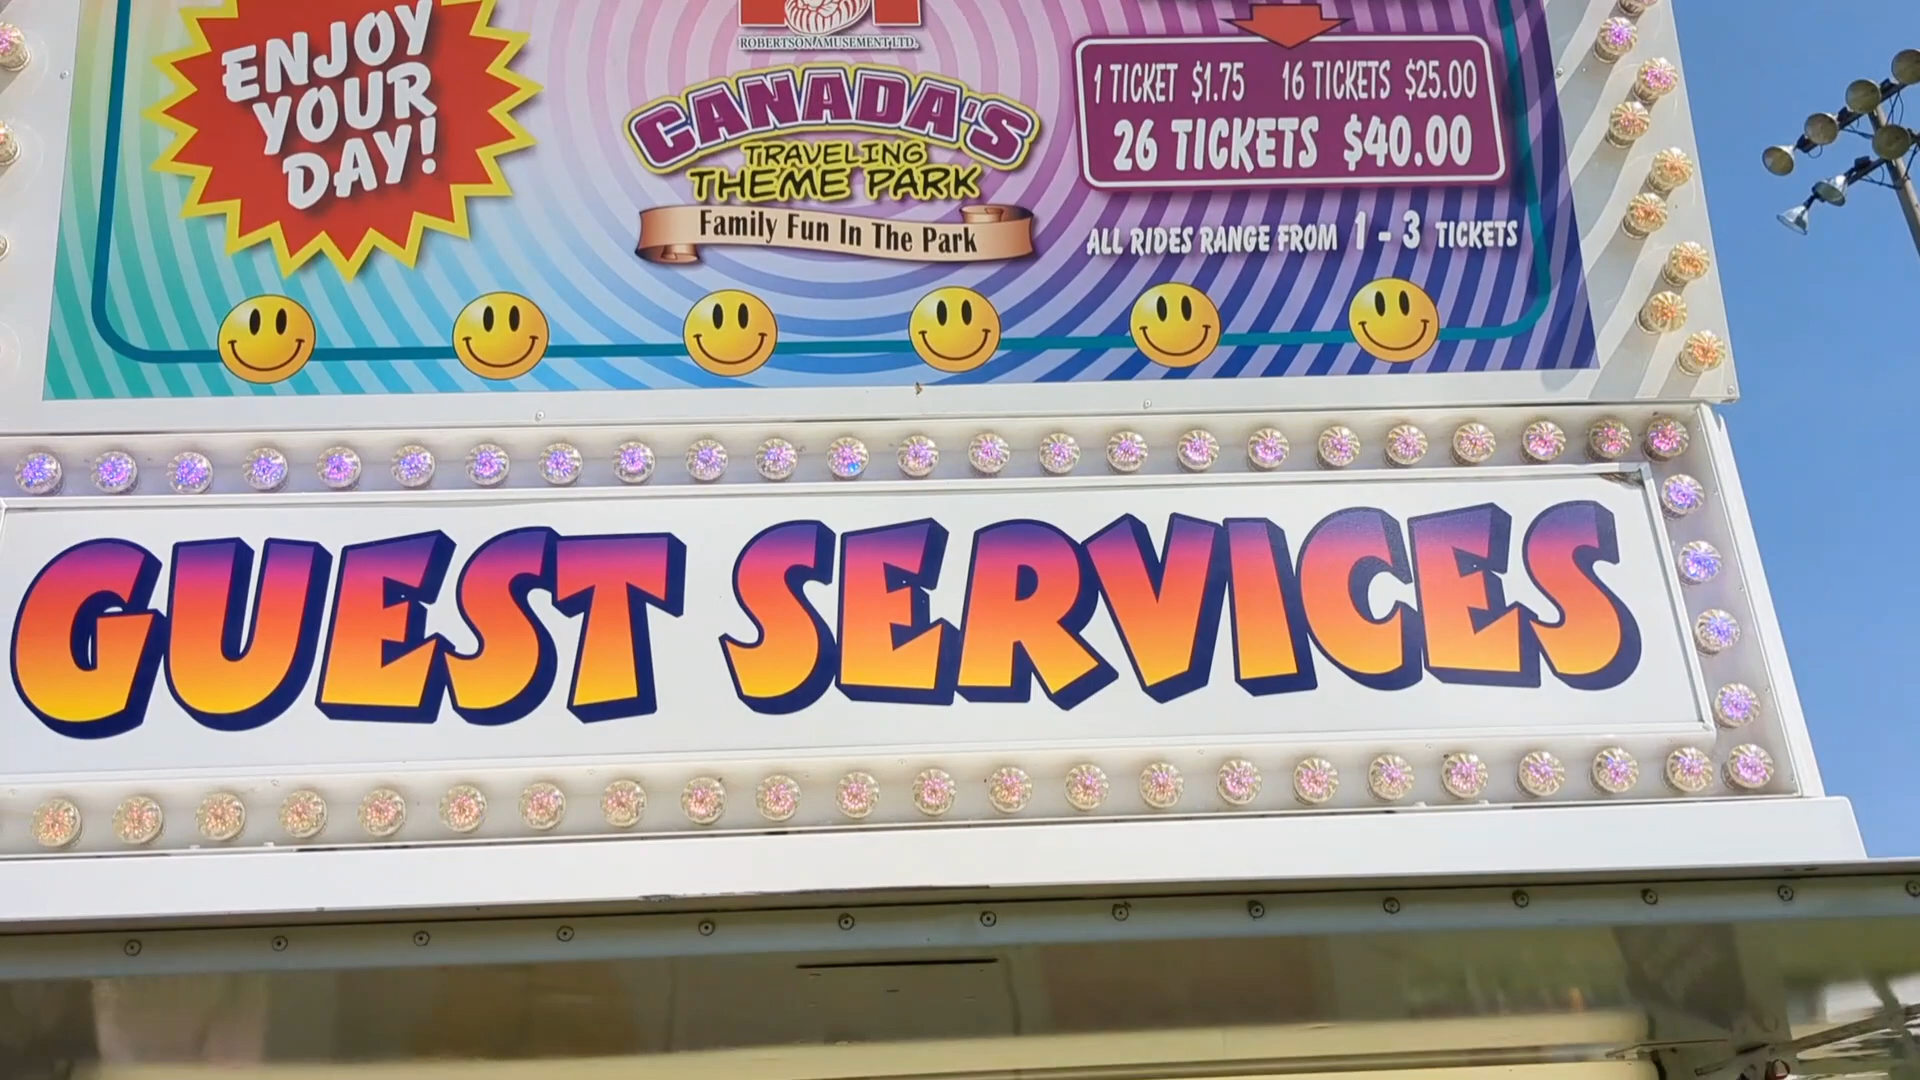 ENJOY
YOUR
DAY!
ROBERTSON AMUSEMENT LTD.
CANADA'S
TRAVELING
THEME PARK
Family Fun In The Park
1 TICKET $1.75 16 TICKETS $25.00
26 TICKETS $40.00
ALL RIDES RANGE FROM 1 - 3 TICKETS
GUEST SERVICES